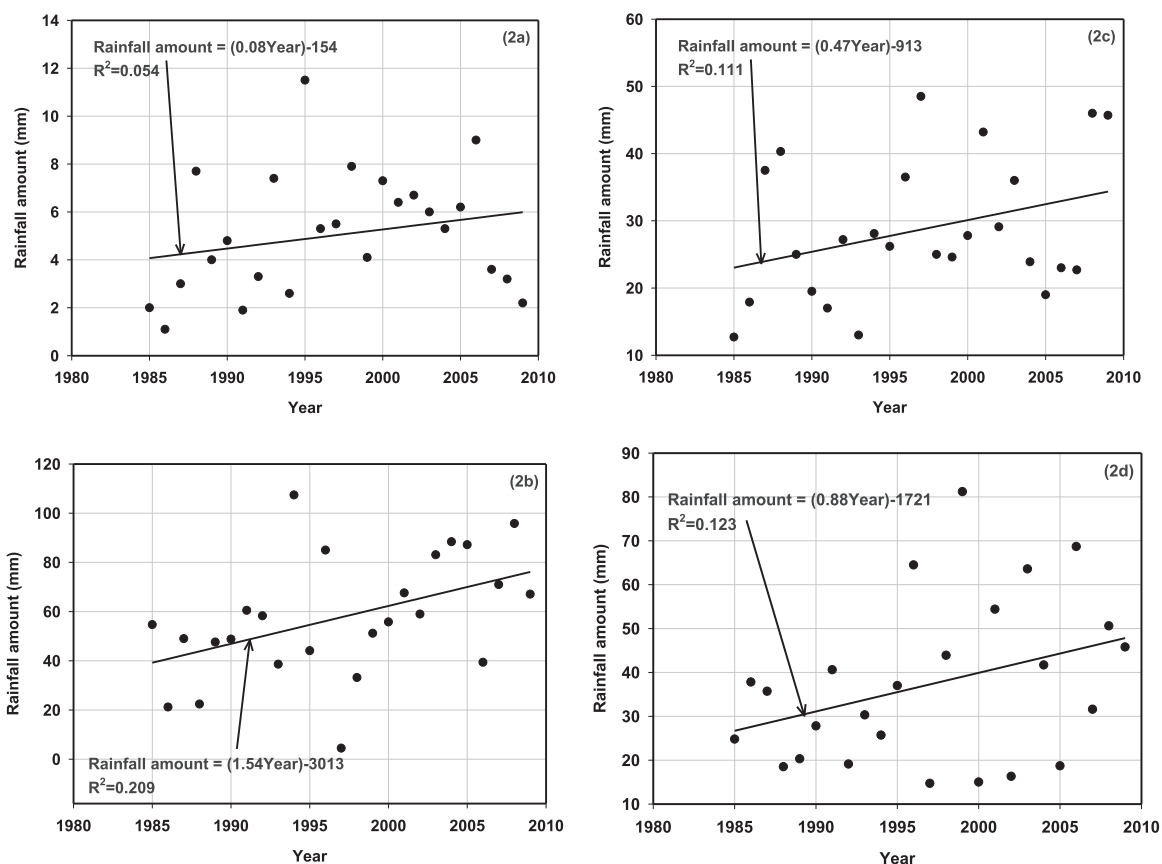 (2a)
Rainfall amount = (0.08Year)-154
R²=0.054
14
12
10
8
6
4
2
0
Rainfall amount (mm)
1980 1985 1990 1995 2000 2005 2010
Year
(2c)
Rainfall amount = (0.47Year)-913
R²=0.111
60
50
40
30
20
10
Rainfall amount (mm)
1980 1985 1990 1995 2000 2005 2010
Year
(2b)
120
100
80
60
40
20
0
Rainfall amount (mm)
Rainfall amount = (1.54Year)-3013
R²=0.209
1980 1985 1990 1995 2000 2005 2010
Year
(2d)
Rainfall amount = (0.88Year)-1721
R²=0.123
90
80
70
60
50
40
30
20
10
Rainfall amount (mm)
1980 1985 1990 1995 2000 2005 2010
Year